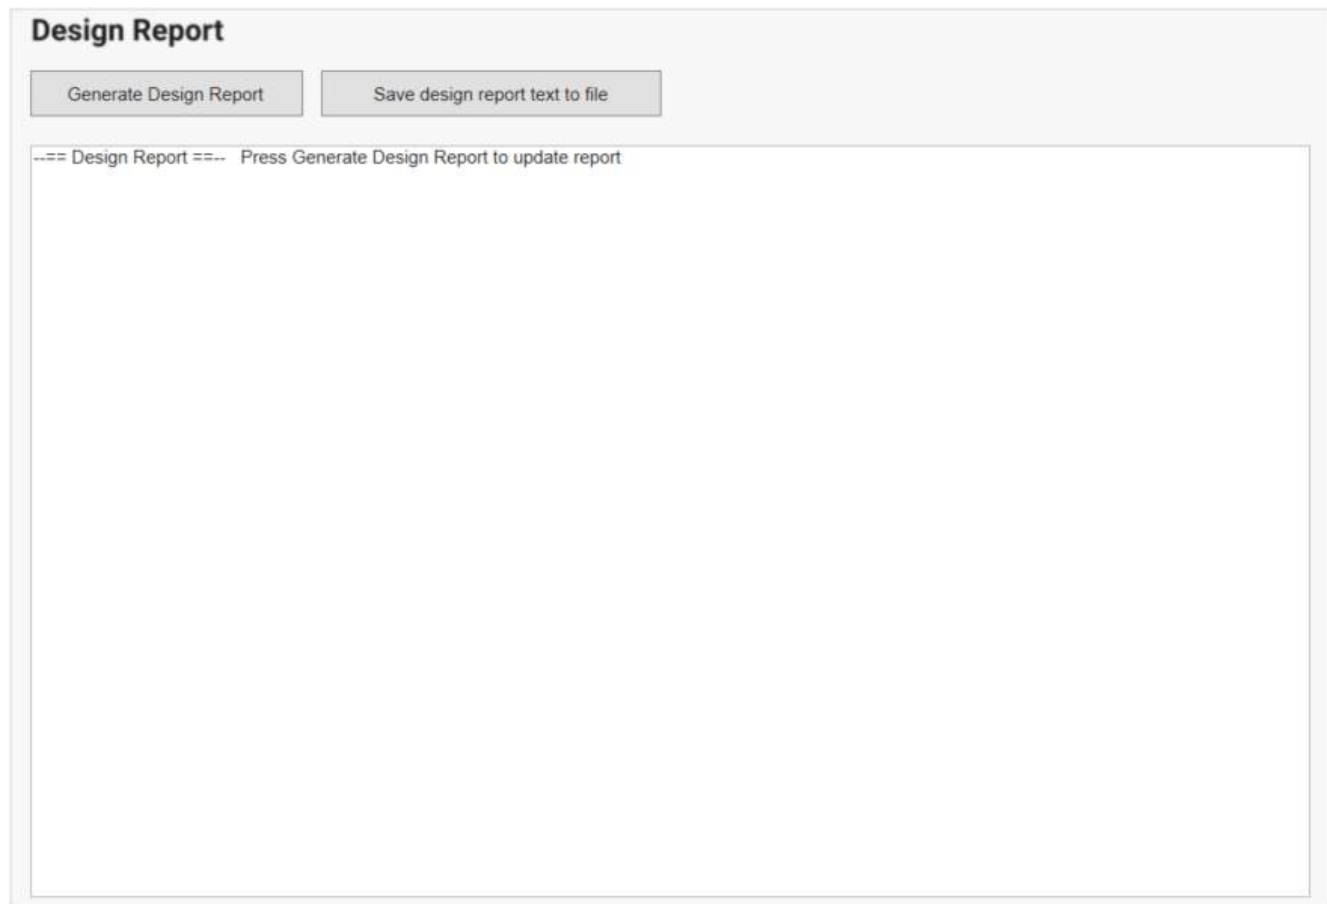 Design Report
Generate Design Report
Save design report text to file
--== Design Report ==-- Press Generate Design Report to update report